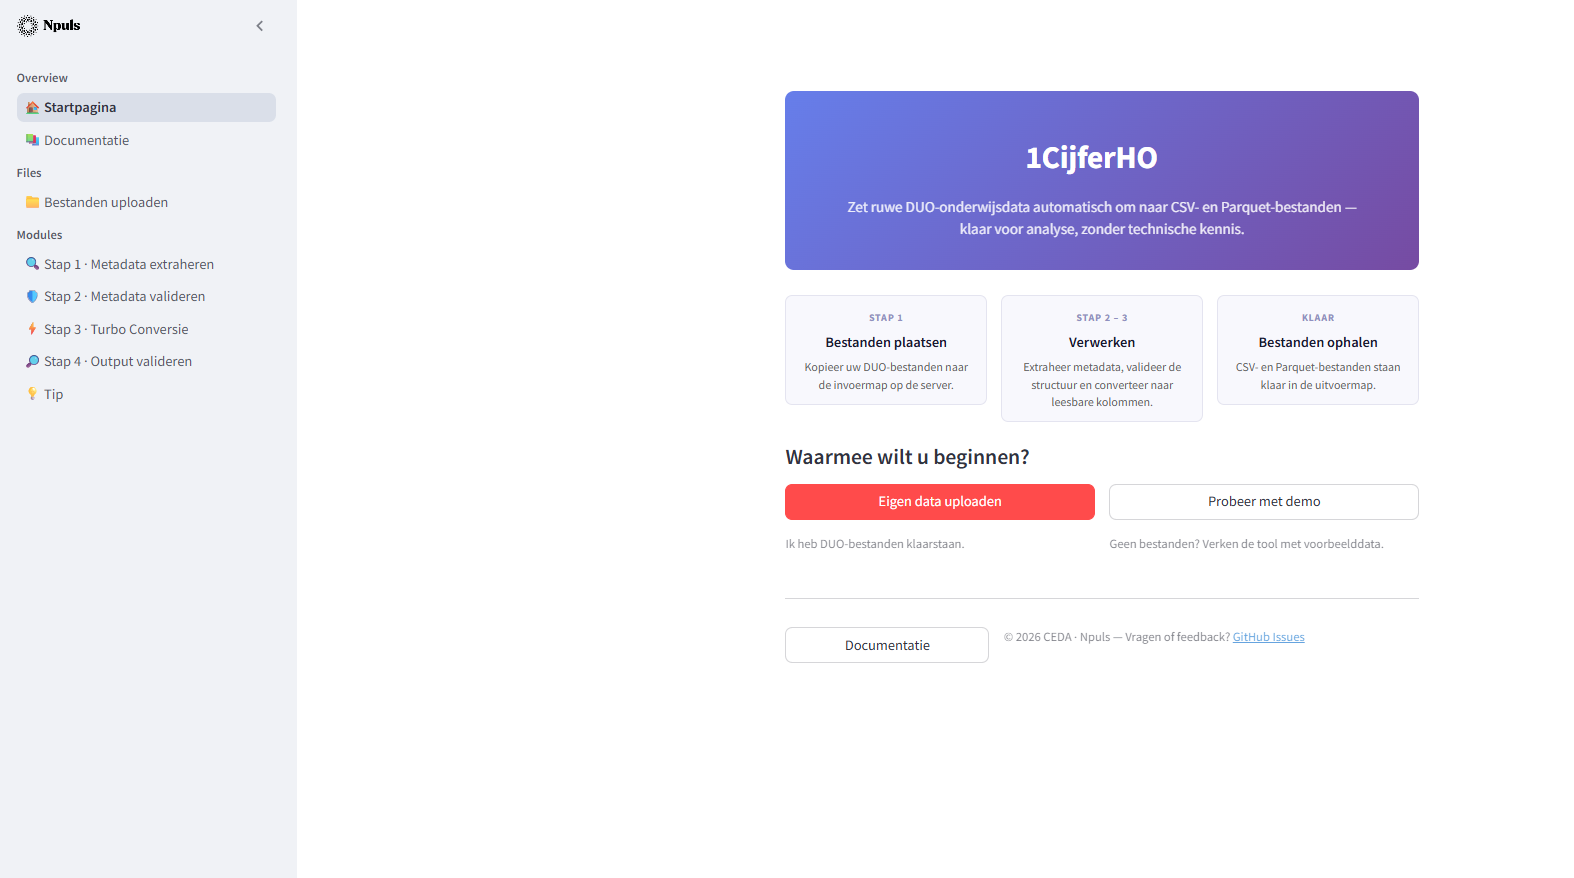 Npuls
Overview
Startpagina
Documentatie
Files
Bestanden uploaden
Modules
Stap 1 · Metadata extraheren
Stap 2 · Metadata valideren
Stap 3 · Turbo Conversie
Stap 4 · Output valideren
Tip
1CijferHO
Zet ruwe DUO-onderwijsdata automatisch om naar CSV- en Parquet-bestanden —
klaar voor analyse, zonder technische kennis.
STAP 1
Bestanden plaatsen
Kopieer uw DUO-bestanden naar
de invoermap op de server.
STAP 2 – 3
Verwerken
Extraheer metadata, valideer de
structuur en converteer naar
leesbare kolommen.
KLAAR
Bestanden ophalen
CSV- en Parquet-bestanden staan
klaar in de uitvoermap.
Waarmee wilt u beginnen?
Eigen data uploaden
Probeer met demo
Ik heb DUO-bestanden klaarstaan.
Geen bestanden? Verken de tool met voorbeelddata.
Documentatie
© 2026 CEDA · Npuls — Vragen of feedback? GitHub Issues